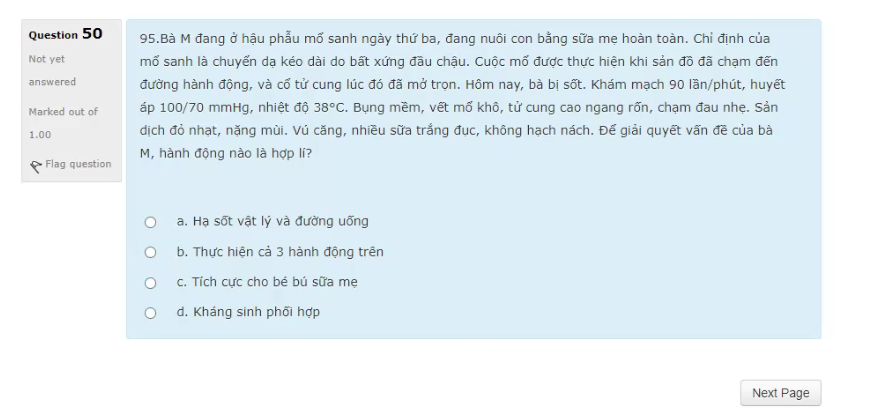 Question 50
Not yet
answered
Marked out of
1.00
Flag question
95.Bà M đang ở hậu phẫu mổ sanh ngày thứ ba, đang nuôi con bằng sữa mẹ hoàn toàn. Chỉ định của
mổ sanh là chuyển dạ kéo dài do bất xứng đầu chậu. Cuộc mổ được thực hiện khi sản đồ đã chạm đến
đường hành động, và cổ tử cung lúc đó đã mở trọn. Hôm nay, bà bị sốt. Khám mạch 90 lần/phút, huyết
áp 100/70 mmHg, nhiệt độ 38°C. Bụng mềm, vết mổ khô, tử cung cao ngang rốn, chạm đau nhẹ. Sản
dịch đỏ nhạt, nặng mùi. Vú căng, nhiều sữa trắng đục, không hạch nách. Để giải quyết vấn đề của bà
M, hành động nào là hợp lí?
a. Hạ sốt vật lý và đường uống
b. Thực hiện cả 3 hành động trên
c. Tích cực cho bé bú sữa mẹ
d. Kháng sinh phối hợp
Next Page